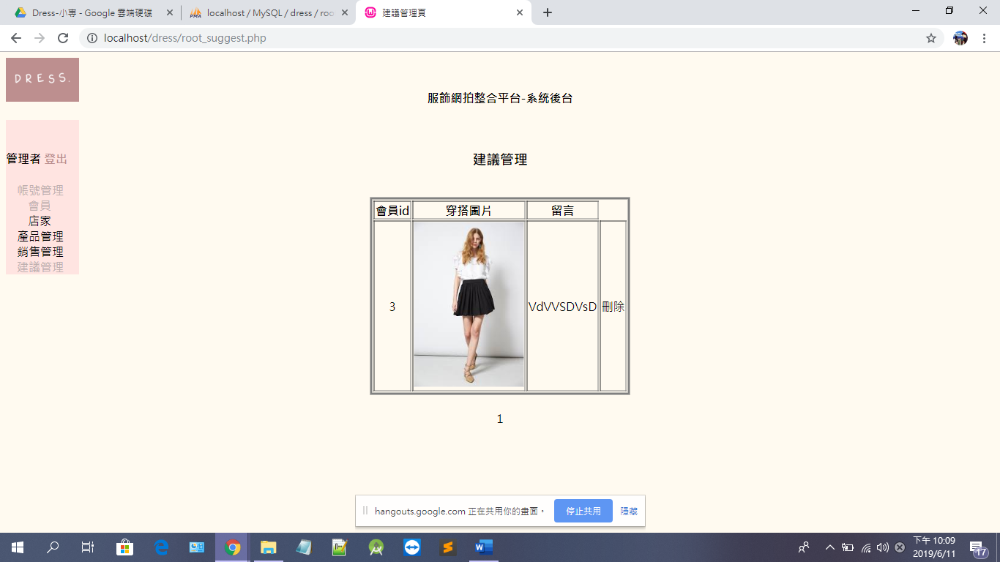 Dress-小專 - Google 雲端硬碟
localhost / MySQL / dress / roo
建議管理頁
localhost/dress/root_suggest.php
DRESS.
服飾網拍整合平台-系統後台
管理者 登出
帳號管理
會員
店家
產品管理
銷售管理
建議管理
建議管理
會員id 穿搭圖片 留言
3 VdVVSDVsD 刪除
1
hangouts.google.com 正在共用你的畫面。 停止共用 隱藏
下午 10:09
2019/6/11
17